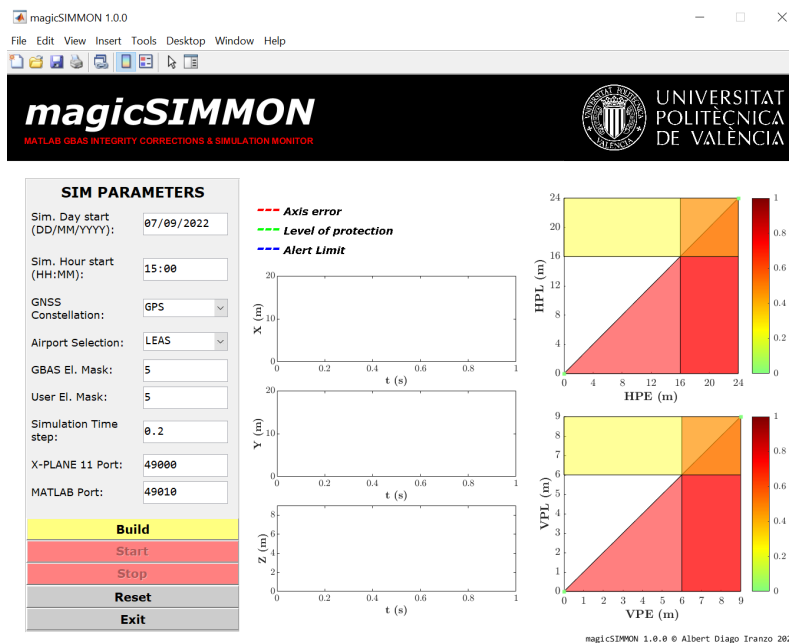 magicSIMMON 1.0.0
File Edit View Insert Tools Desktop Window Help
magicSIMMON
MATLAB GBAS INTEGRITY CORRECTIONS & SIMULATION MONITOR
UNIVERSITAT
POLITÈCNICA
DE VALÈNCIA
SIM PARAMETERS
Sim. Day start
(DD/MM/YYYY):
07/09/2022
Sim. Hour start
(HH:MM):
15:00
GNSS
Constellation:
GPS
Airport Selection:
LEAS
GBAS El. Mask:
5
User El. Mask:
5
Simulation Time
step:
0.2
X-PLANE 11 Port:
49000
MATLAB Port:
49010
Build
Start
Stop
Reset
Exit
Axis error
Level of protection
Alert Limit
20
10
0
X (m)
0 0.2 0.4 0.6 0.8 1
t (s)
20
10
0
Y (m)
0 0.2 0.4 0.6 0.8 1
t (s)
8
6
4
2
0
Z (m)
0 0.2 0.4 0.6 0.8 1
t (s)
24
20
16
12
8
4
0
HPL (m)
0 4 8 12 16 20 24
HPE (m)
1
0.8
0.6
0.4
0.2
0
9
8
7
6
5
4
3
2
1
0
VPL (m)
0 1 2 3 4 5 6 7 8 9
VPE (m)
1
0.8
0.6
0.4
0.2
0
magicSIMMON 1.0.0 © Albert Diago Iranzo 202